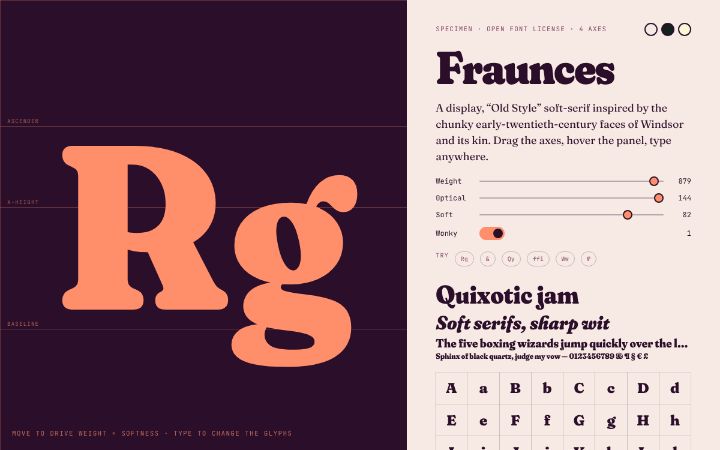 ASCENDER
X-HEIGHT
BASELINE
Rg
MOVE TO DRIVE WEIGHT + SOFTNESS · TYPE TO CHANGE THE GLYPHS
SPECIMEN · OPEN FONT LICENSE · 4 AXES
Fraunces
A display, “Old Style” soft-serif inspired by the
chunky early-twentieth-century faces of Windsor
and its kin. Drag the axes, hover the panel, type
anywhere.
Weight 879
Optical 144
Soft 82
Wonky 1
TRY Rg & Qy ffi Ww
Quixotic jam
Soft serifs, sharp wit
The five boxing wizards jump quickly over the l…
Sphinx of black quartz, judge my vow — 0123456789 & ¶ § € £
A a B b C c D d
E e F f G g H h